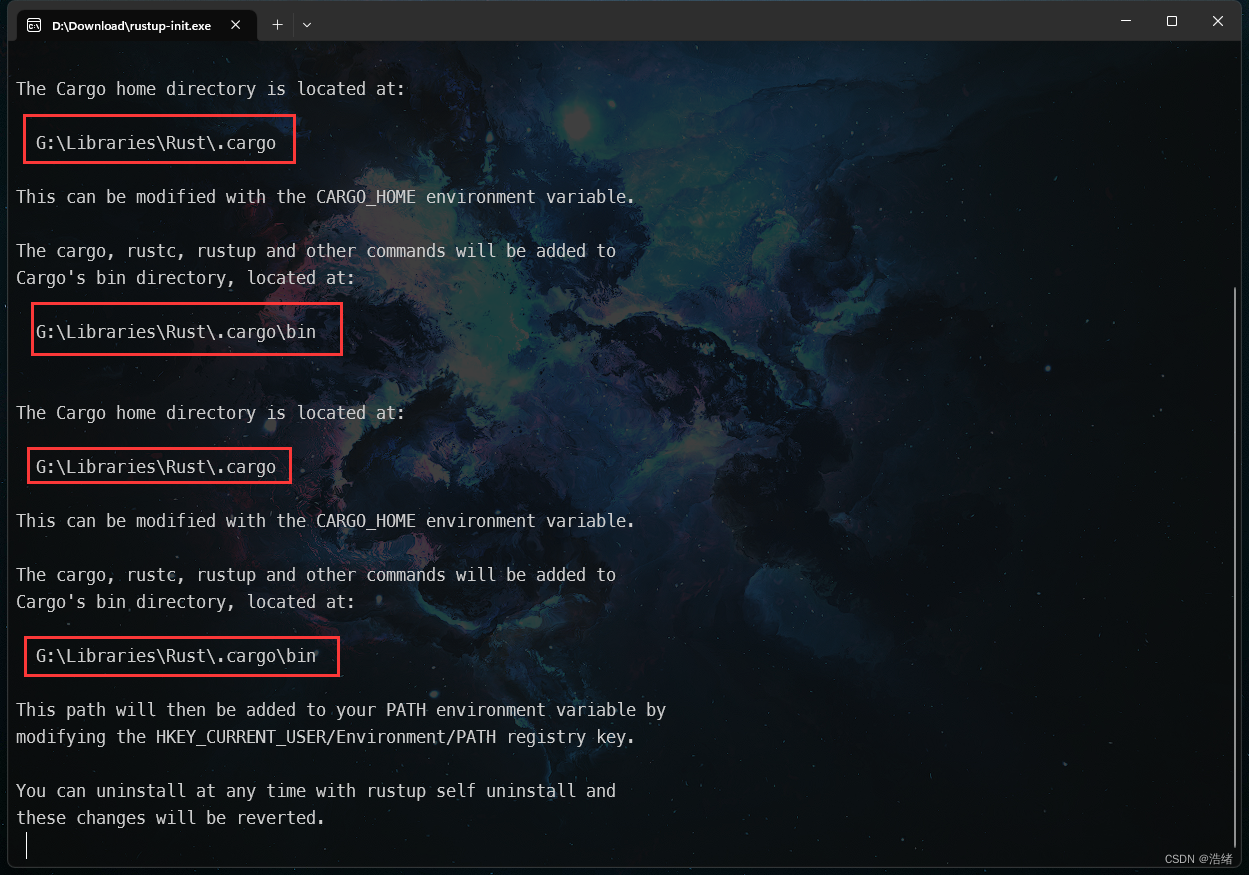 D:\Download\rustup-init.exe
The Cargo home directory is located at:
G:\Libraries\Rust\.cargo
This can be modified with the CARGO_HOME environment variable.
The cargo, rustc, rustup and other commands will be added to
Cargo's bin directory, located at:
G:\Libraries\Rust\.cargo\bin
The Cargo home directory is located at:
G:\Libraries\Rust\.cargo
This can be modified with the CARGO_HOME environment variable.
The cargo, rustc, rustup and other commands will be added to
Cargo's bin directory, located at:
G:\Libraries\Rust\.cargo\bin
This path will then be added to your PATH environment variable by
modifying the HKEY_CURRENT_USER/Environment/PATH registry key.
You can uninstall at any time with rustup self uninstall and
these changes will be reverted.
CSDN @浩绪